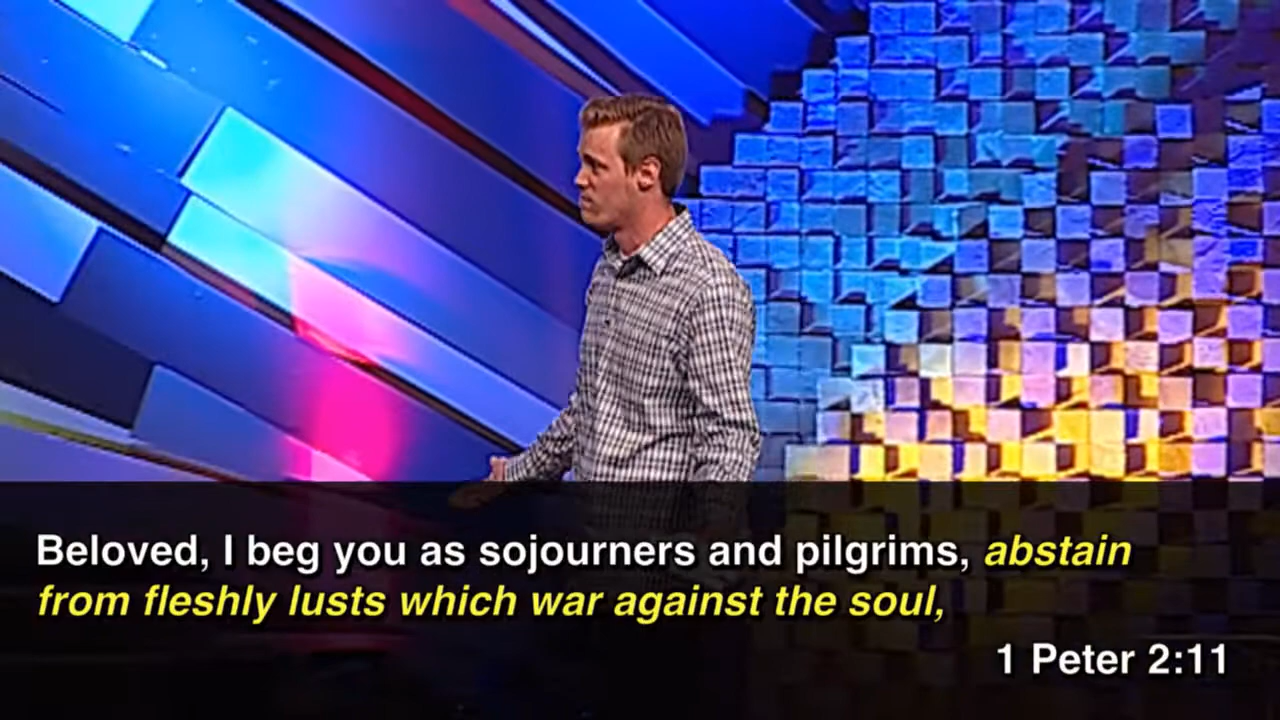 Beloved, I beg you as sojourners and pilgrims, abstain
from fleshly lusts which war against the soul,
1 Peter 2:11